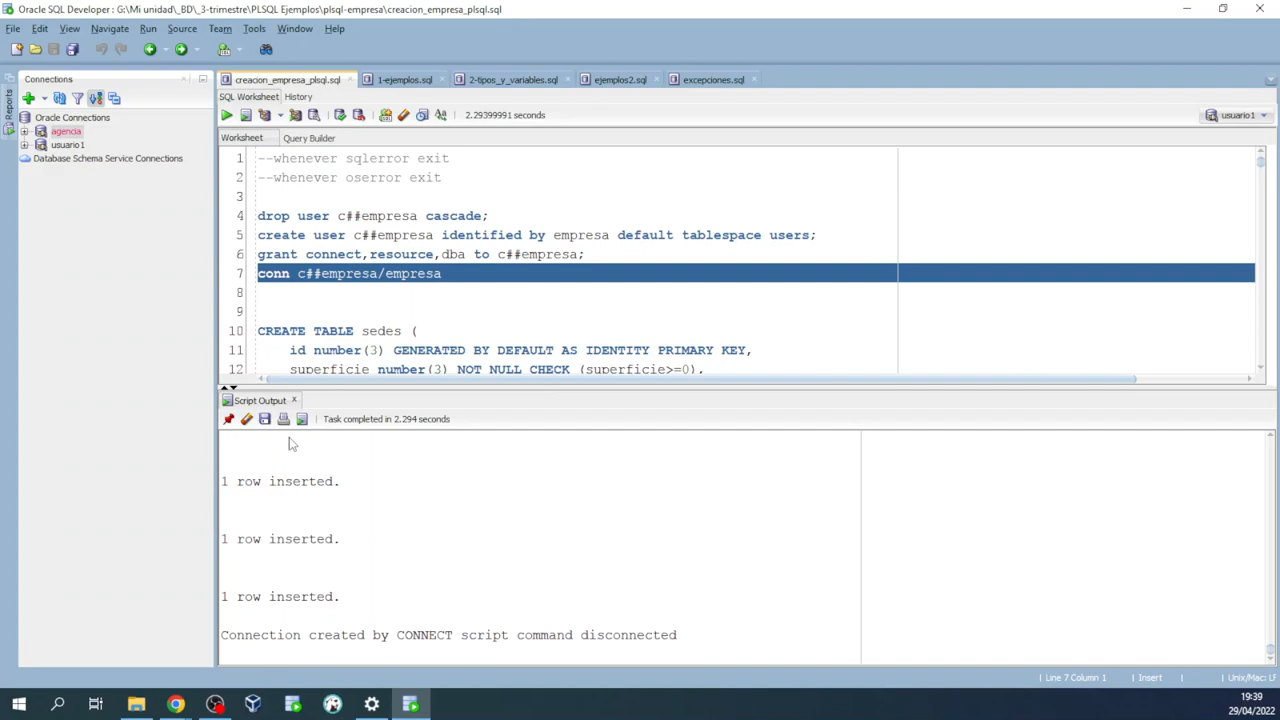 Oracle SQL Developer : G:\Mi unidad\_BD\_3-trimestre\PLSQL Ejemplos\plsql-empresa\creacion_empresa_plsql.sql
File Edit View Navigate Run Source Team Tools Window Help
Connections
creacion_empresa_plsql.sql 1-ejemplos.sql 2-tipos_y_variables.sql ejemplos2.sql excepciones.sql
Reports
SQL Worksheet History
2.29399991 seconds
usuario1
Oracle Connections
agencia
usuario1
Database Schema Service Connections
Worksheet Query Builder
1 --whenever sqlerror exit
2 --whenever oserror exit
3
4 drop user c##empresa cascade;
5 create user c##empresa identified by empresa default tablespace users;
6 grant connect,resource,dba to c##empresa;
7 conn c##empresa/empresa
8
9
10 CREATE TABLE sedes (
11 id number(3) GENERATED BY DEFAULT AS IDENTITY PRIMARY KEY,
12 superficie number(3) NOT NULL CHECK (superficie>=0),
Script Output
Task completed in 2.294 seconds
1 row inserted.
1 row inserted.
1 row inserted.
Connection created by CONNECT script command disconnected
Line 7 Column 1 Insert Unix/Mac: LF
19:39
29/04/2022